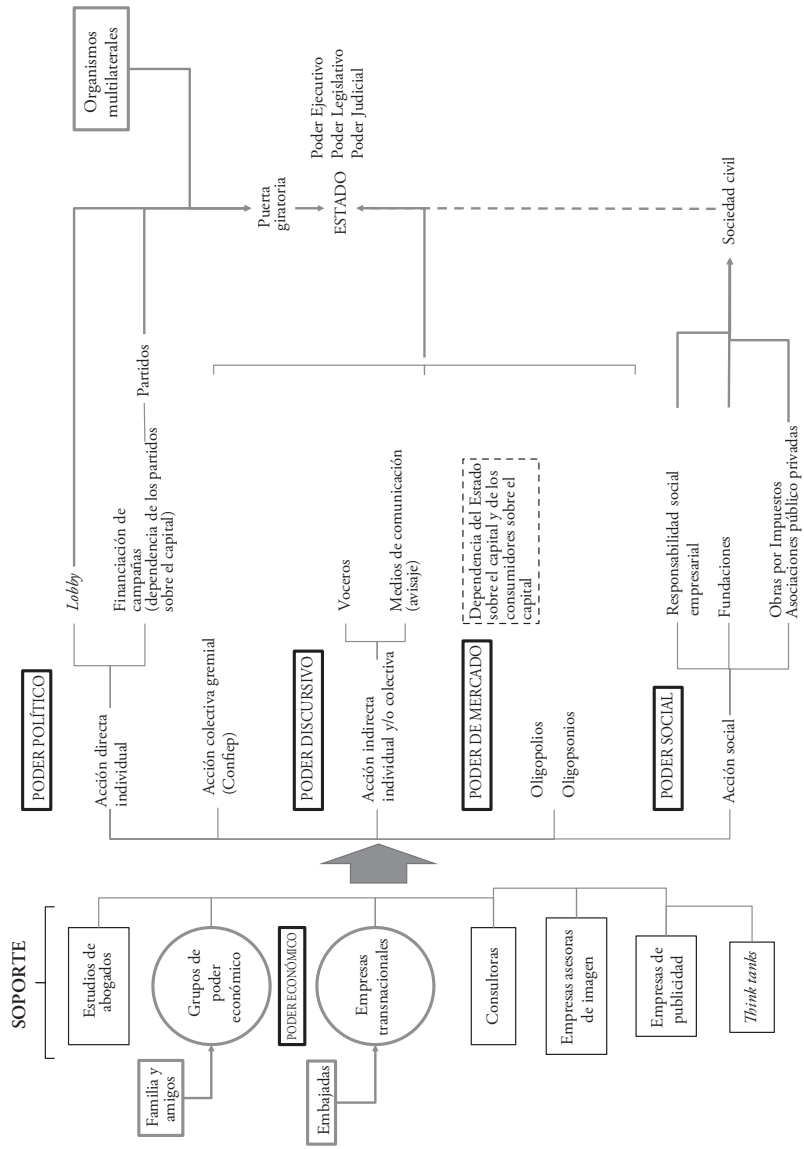 SOPORTE
Familia y
amigos
Embajadas
Estudios de
abogados
Grupos de
poder
económico
PODER ECONÓMICO
Empresas
transnacionales
Consultoras
Empresas asesoras
de imagen
Empresas de
publicidad
Think tanks
PODER POLÍTICO
Acción directa
individual
Lobby
Financiación de
campañas
(dependencia de los partidos
sobre el capital)
Partidos
Acción colectiva gremial
(Confiep)
PODER DISCURSIVO
Acción indirecta
individual y/o colectiva
Voceros
Medios de comunicación
(avisaje)
PODER DE MERCADO
Oligopolios
Oligopsonios
Dependencia del Estado
sobre el capital y de los
consumidores sobre el
capital
PODER SOCIAL
Acción social
Responsabilidad social
empresarial
Fundaciones
Obras por Impuestos
Asociaciones público privadas
Organismos
multilaterales
Puerta
giratoria
ESTADO
Poder Ejecutivo
Poder Legislativo
Poder Judicial
Sociedad civil